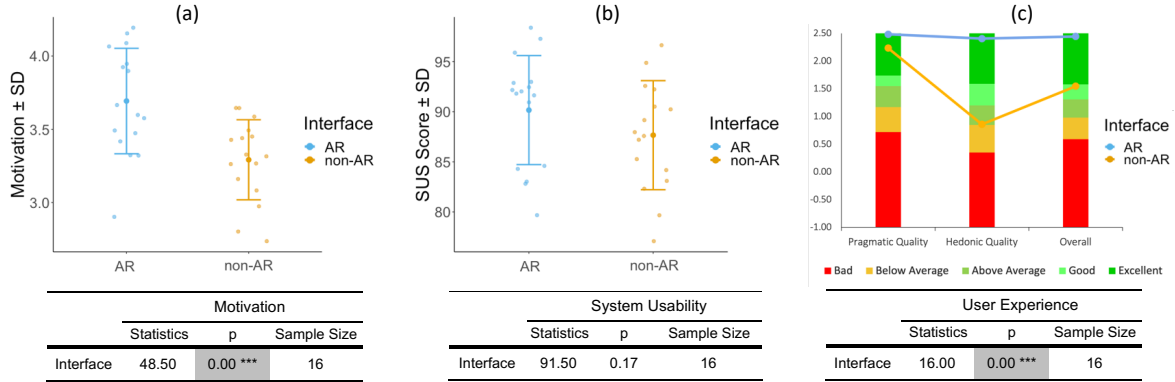 (a)
Motivation ± SD
4.0
3.5
3.0
AR
non-AR
Interface
AR
non-AR
Motivation
Statistics p Sample Size
Interface 48.50 0.00 *** 16
(b)
SUS Score ± SD
95
90
85
80
AR
non-AR
Interface
AR
non-AR
System Usability
Statistics p Sample Size
Interface 91.50 0.17 16
(c)
2.50
2.00
1.50
1.00
0.50
0.00
-0.50
-1.00
Pragmatic Quality Hedonic Quality Overall
Interface
AR
non-AR
Bad Below Average Above Average Good Excellent
User Experience
Statistics p Sample Size
Interface 16.00 0.00 *** 16